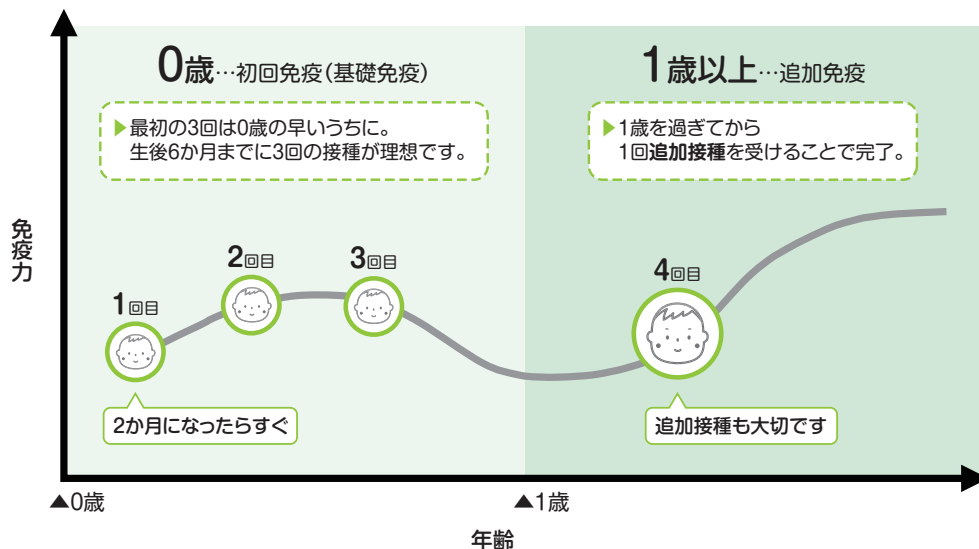 0歳…初回免疫(基礎免疫)
▶最初の3回は0歳の早いうちに。
生後6か月までに3回の接種が理想です。
1歳以上…追加免疫
▶1歳を過ぎてから
1回追加接種を受けることで完了。
免疫力
1回目
2回目
3回目
4回目
2か月になったらすぐ
追加接種も大切です
▲0歳
▲1歳
年齢